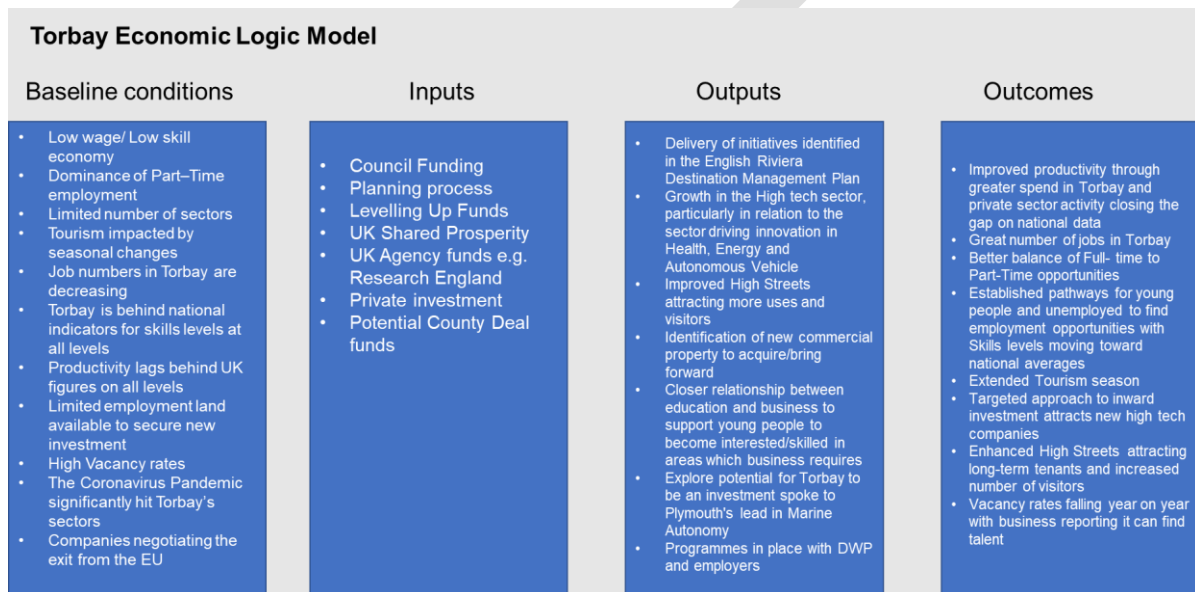 Torbay Economic Logic Model
Baseline conditions
• Low wage/ Low skill
economy
• Dominance of Part–Time
employment
• Limited number of sectors
• Tourism impacted by
seasonal changes
• Job numbers in Torbay are
decreasing
• Torbay is behind national
indicators for skills levels at
all levels
• Productivity lags behind UK
figures on all levels
• Limited employment land
available to secure new
investment
• High Vacancy rates
• The Coronavirus Pandemic
significantly hit Torbay's
sectors
• Companies negotiating the
exit from the EU
Inputs
• Council Funding
• Planning process
• Levelling Up Funds
• UK Shared Prosperity
• UK Agency funds e.g.
Research England
• Private investment
• Potential County Deal
funds
Outputs
• Delivery of initiatives identified
in the English Riviera
Destination Management Plan
• Growth in the High tech sector,
particularly in relation to the
sector driving innovation in
Health, Energy and
Autonomous Vehicle
• Improved High Streets
attracting more uses and
visitors
• Identification of new commercial
property to acquire/bring
forward
• Closer relationship between
education and business to
support young people to
become interested/skilled in
areas which business requires
• Explore potential for Torbay to
be an investment spoke to
Plymouth's lead in Marine
Autonomy
• Programmes in place with DWP
and employers
Outcomes
• Improved productivity through
greater spend in Torbay and
private sector activity closing the
gap on national data
• Great number of jobs in Torbay
• Better balance of Full- time to
Part-Time opportunities
• Established pathways for young
people and unemployed to find
employment opportunities with
Skills levels moving toward
national averages
• Extended Tourism season
• Targeted approach to inward
investment attracts new high tech
companies
• Enhanced High Streets attracting
long-term tenants and increased
number of visitors
• Vacancy rates falling year on year
with business reporting it can find
talent